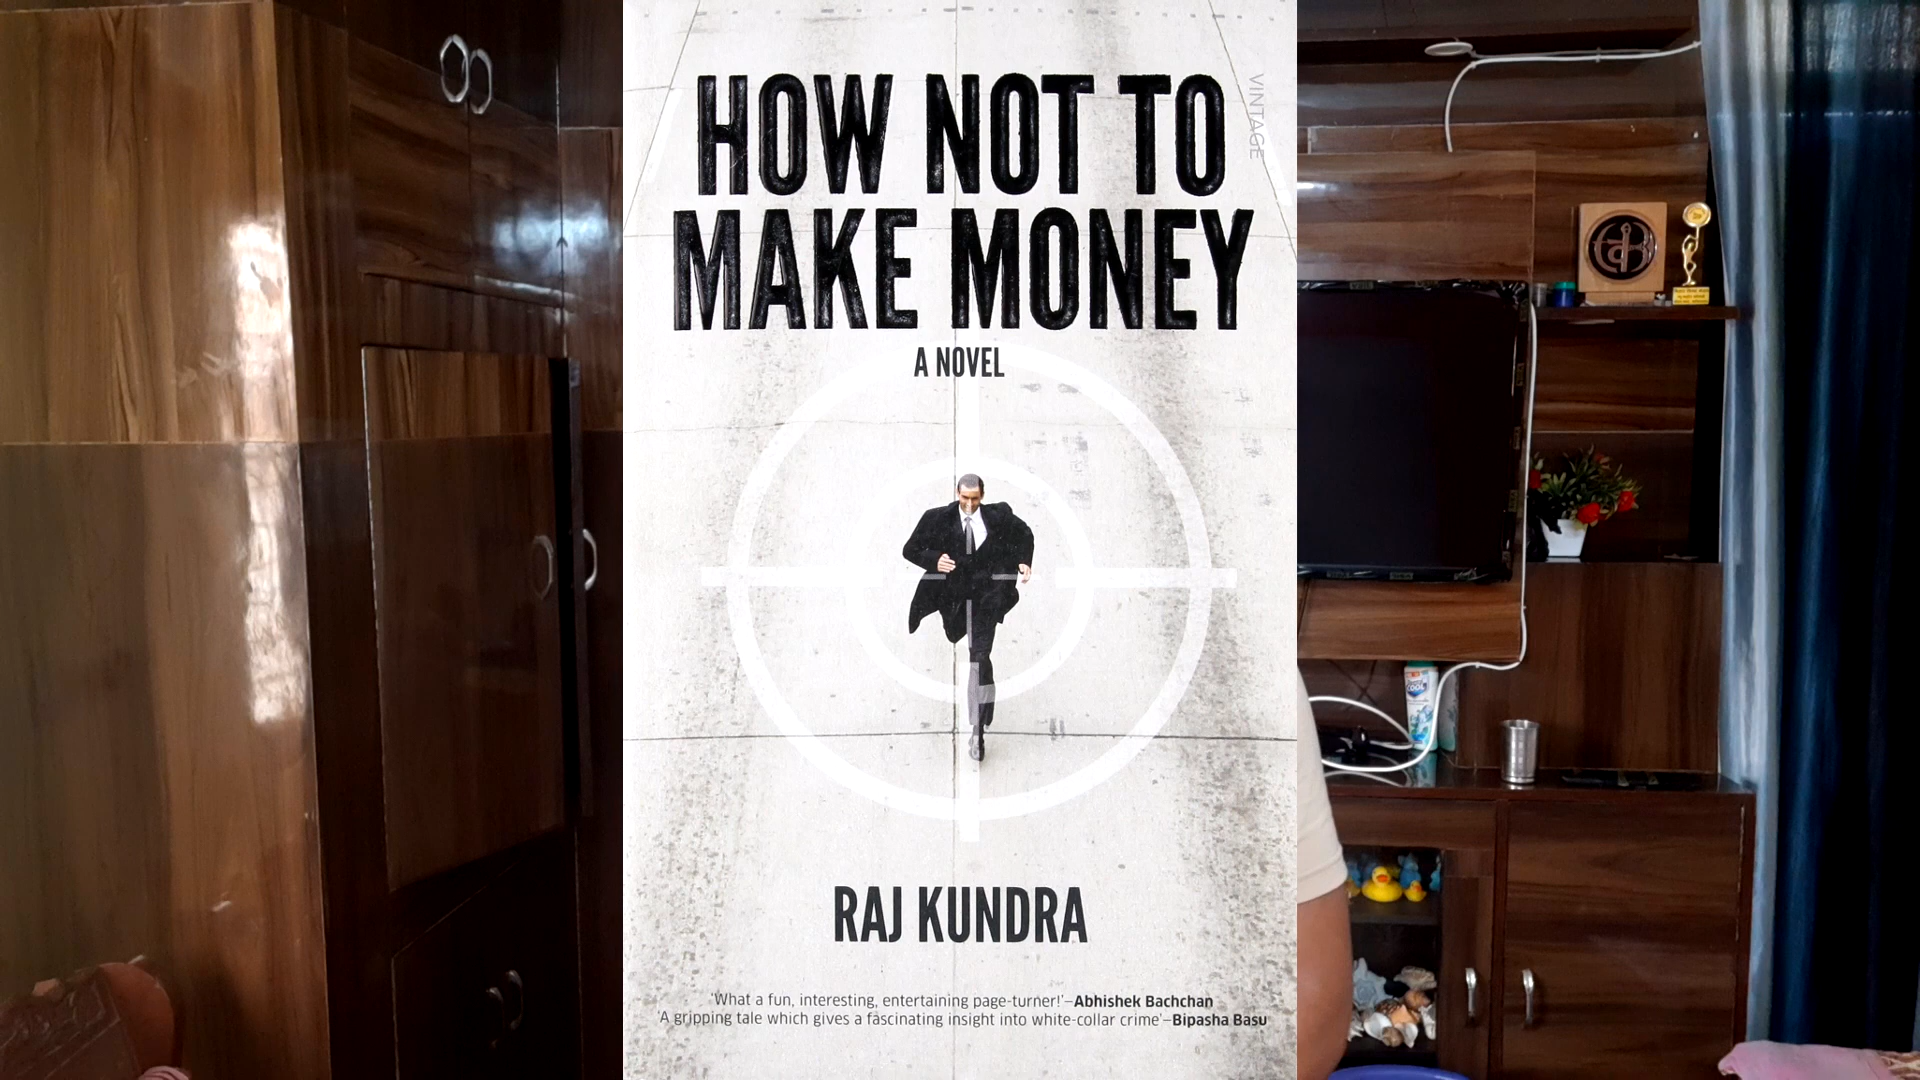 HOW NOT TO
MAKE MONEY
A NOVEL
VINTAGE
RAJ KUNDRA
'What a fun, interesting, entertaining page-turner!'–Abhishek Bachchan
'A gripping tale which gives a fascinating insight into white-collar crime'–Bipasha Basu
COOL